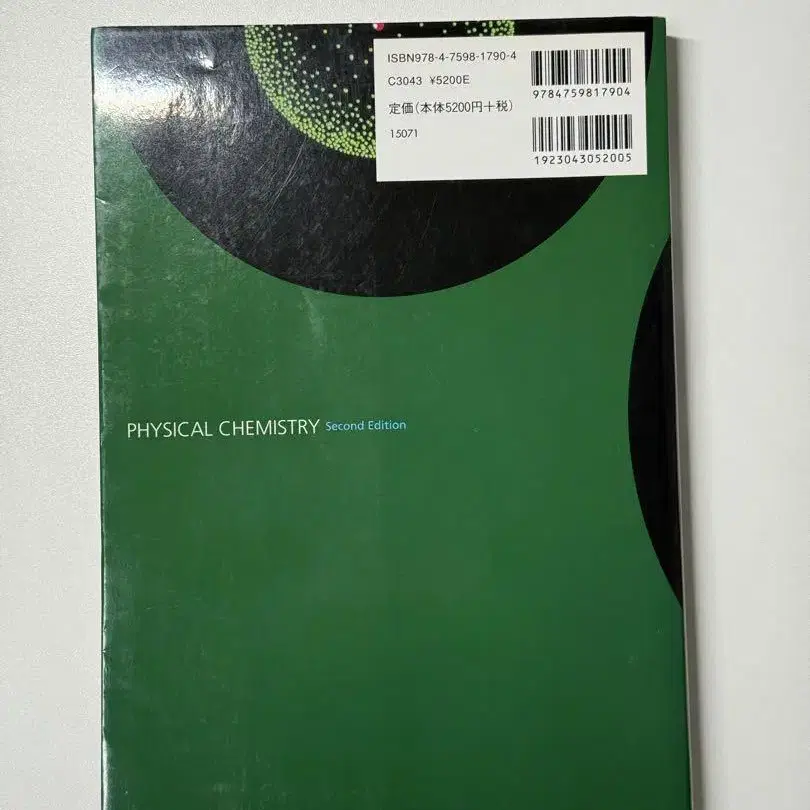 ISBN978-4-7598-1790-4
C3043 ¥5200E
定価(本体5200円+税)
15071
9784759817904
1923043052005
PHYSICAL CHEMISTRY Second Edition